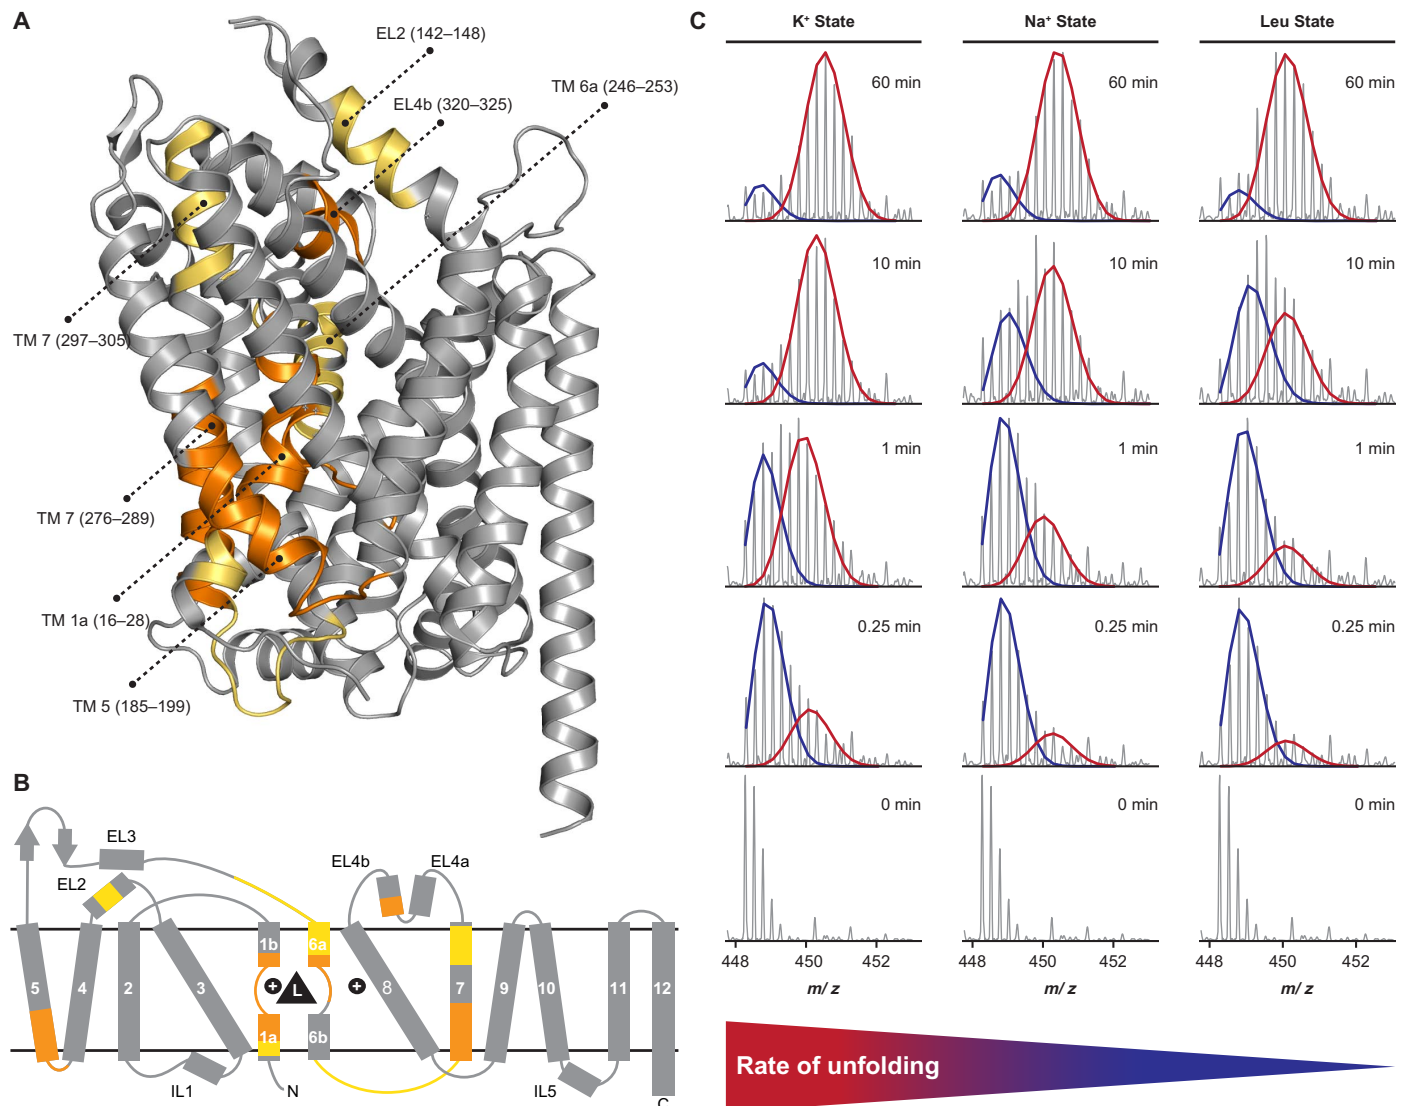 A
EL2 (142–148)
EL4b (320–325)
TM 6a (246–253)
TM 7 (297–305)
TM 7 (276–289)
TM 1a (16–28)
TM 5 (185–199)
B
EL3
EL2
EL4b
EL4a
1b
6a
5
4
2
3
+
L
+
8
7
9
10
11
12
1a
6b
IL1
N
IL5
C
C
K+ State
Na+ State
Leu State
60 min
60 min
60 min
10 min
10 min
10 min
1 min
1 min
1 min
0.25 min
0.25 min
0.25 min
0 min
0 min
0 min
448 450 452
448 450 452
448 450 452
m/ z
m/ z
m/ z
Rate of unfolding